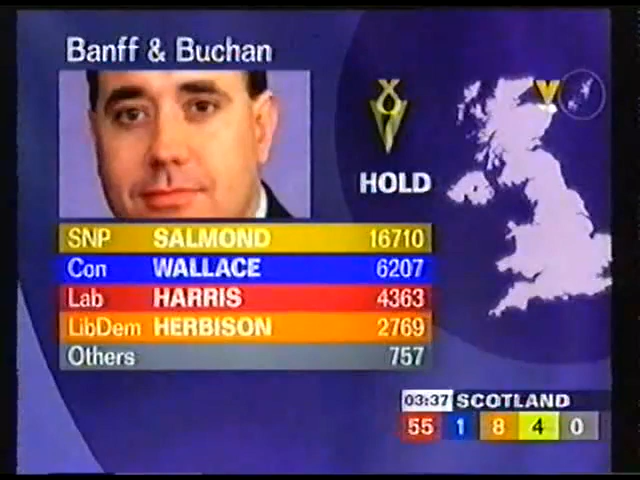 Banff & Buchan
HOLD
SNP SALMOND 16710
Con WALLACE 6207
Lab HARRIS 4363
LibDem HERBISON 2769
Others 757
03:37 SCOTLAND
55 1 8 4 0